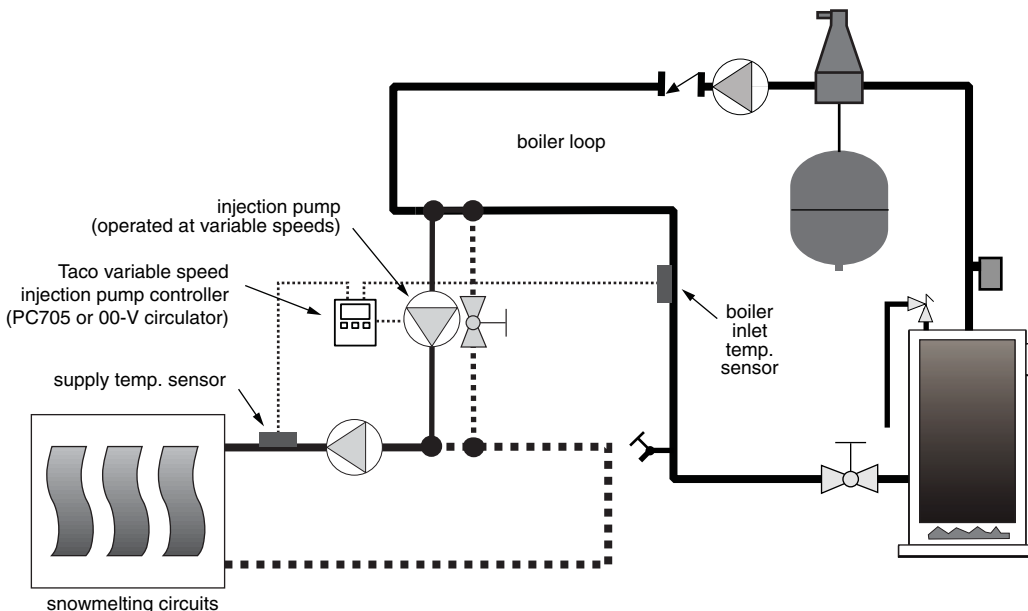 boiler loop
injection pump
(operated at variable speeds)
Taco variable speed
injection pump controller
(PC705 or 00-V circulator)
boiler
inlet
temp.
sensor
supply temp. sensor
snowmelting circuits